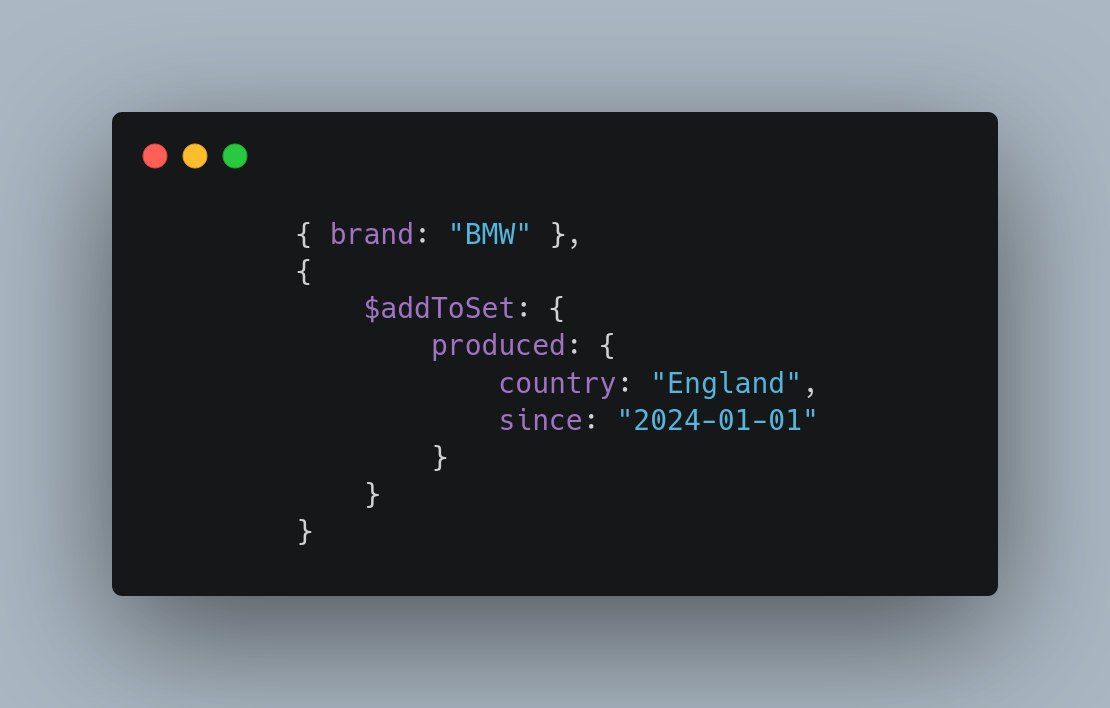 { brand: "BMW" },
{
    $addToSet: {
        produced: {
            country: "England",
            since: "2024-01-01"
        }
    }
}